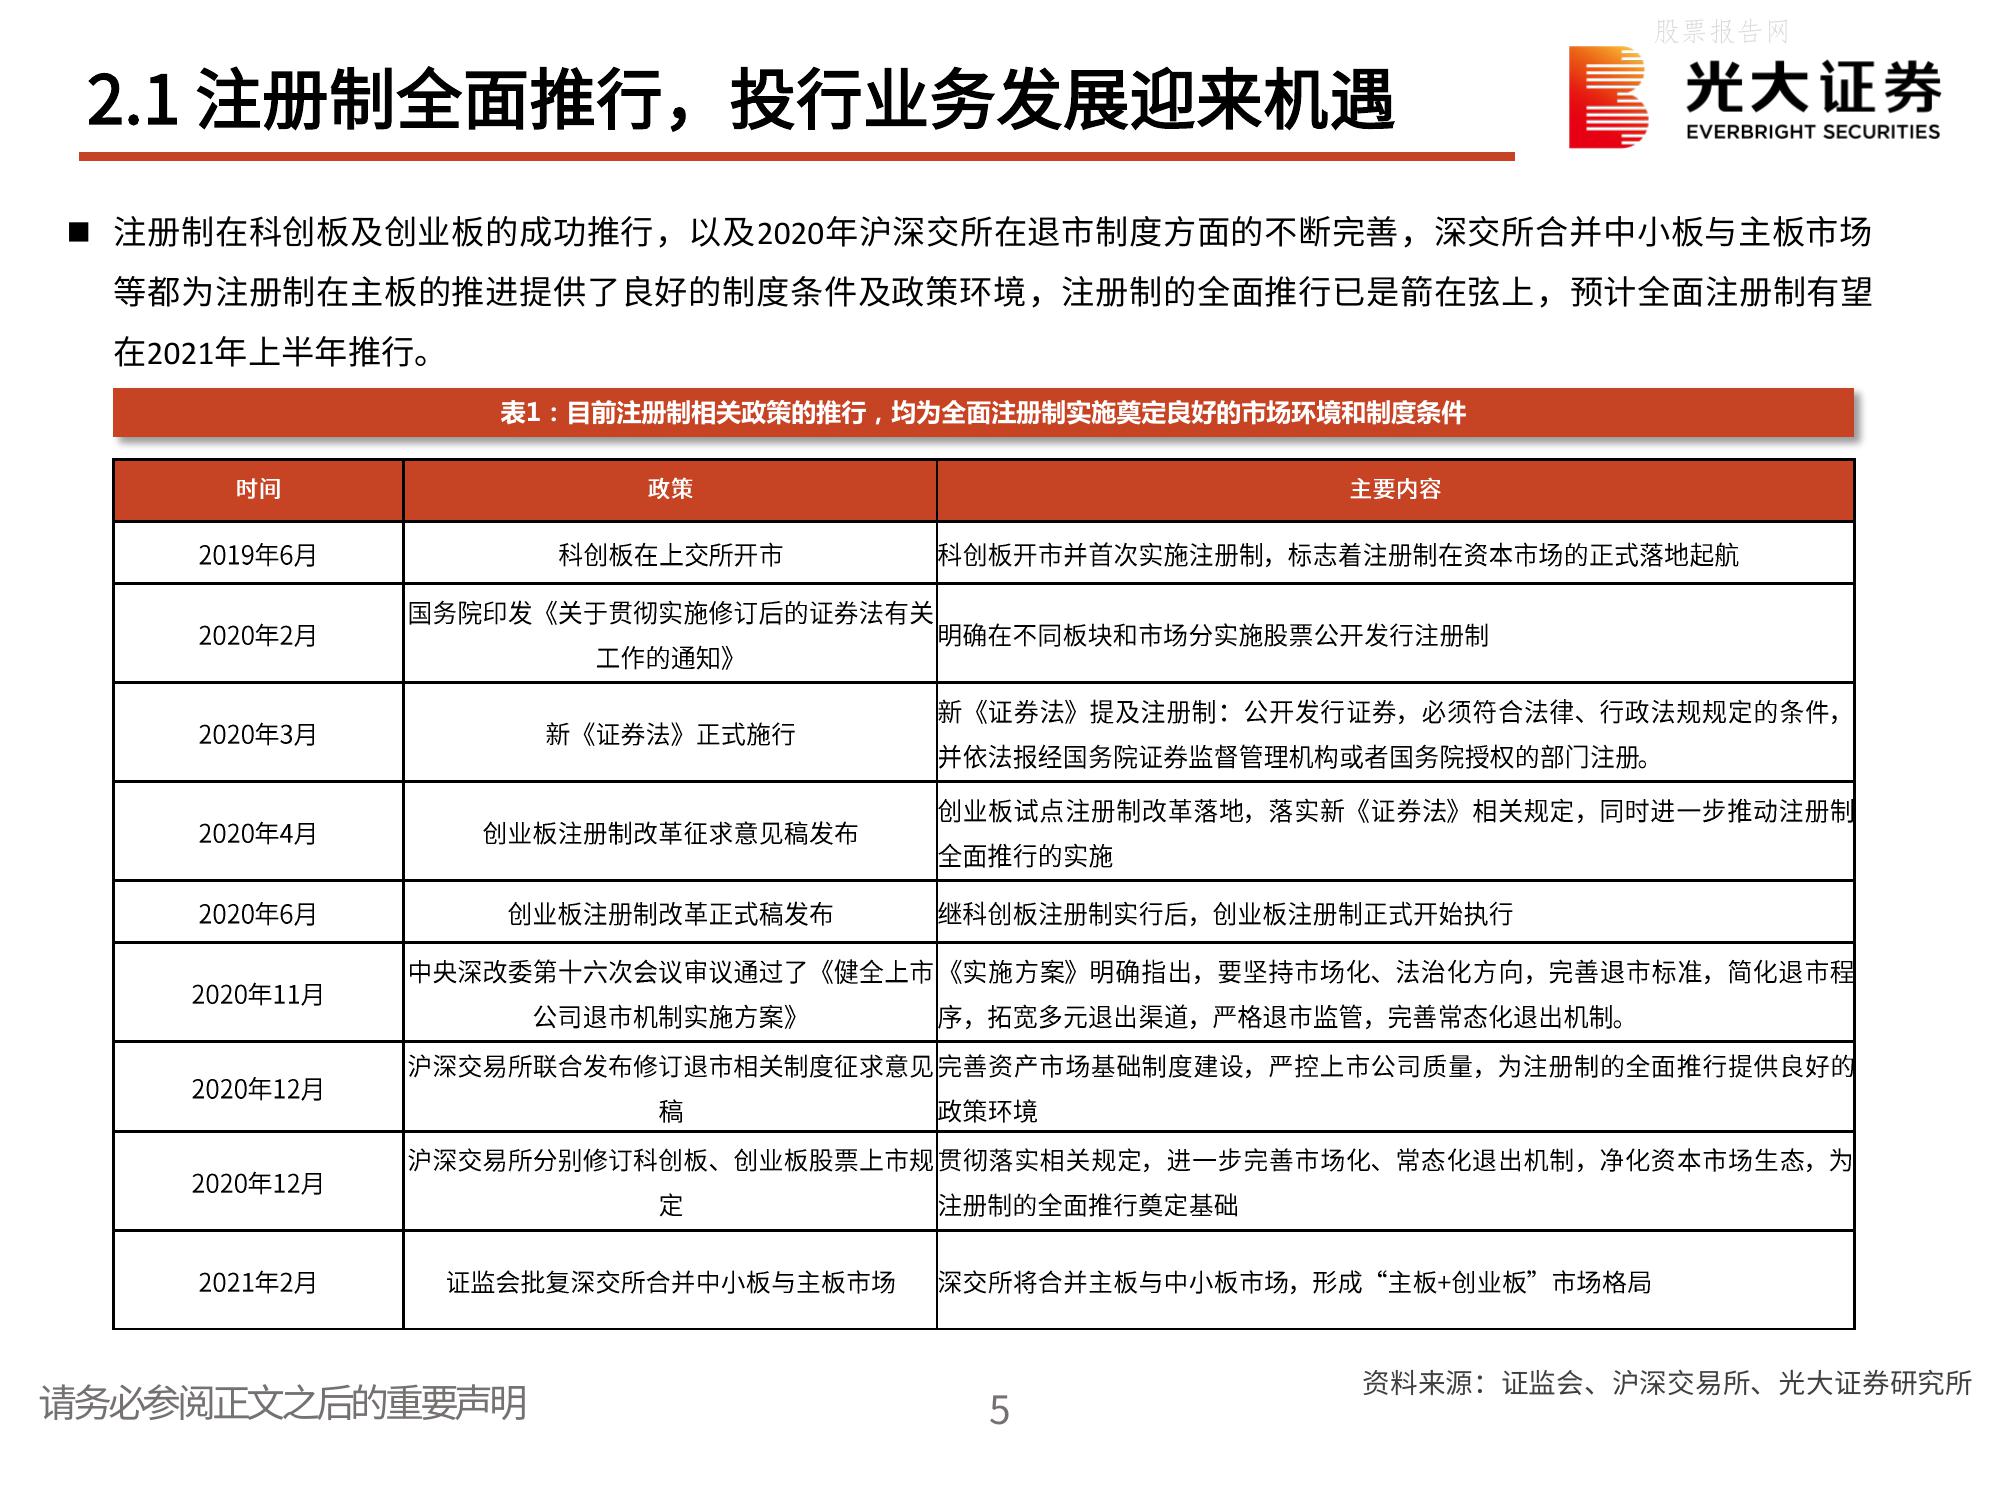 股票报告网
2.1 注册制全面推行，投行业务发展迎来机遇
光大证券
EVERBRIGHT SECURITIES
■ 注册制在科创板及创业板的成功推行，以及2020年沪深交所在退市制度方面的不断完善，深交所合并中小板与主板市场
等都为注册制在主板的推进提供了良好的制度条件及政策环境，注册制的全面推行已是箭在弦上，预计全面注册制有望
在2021年上半年推行。
表1：目前注册制相关政策的推行，均为全面注册制实施奠定良好的市场环境和制度条件
时间 政策 主要内容
2019年6月 科创板在上交所开市 科创板开市并首次实施注册制，标志着注册制在资本市场的正式落地起航
国务院印发《关于贯彻实施修订后的证券法有关
工作的通知》
2020年2月 明确在不同板块和市场分实施股票公开发行注册制
2020年3月 新《证券法》正式施行
新《证券法》提及注册制：公开发行证券，必须符合法律、行政法规规定的条件，
并依法报经国务院证券监督管理机构或者国务院授权的部门注册。
2020年4月 创业板注册制改革征求意见稿发布
创业板试点注册制改革落地，落实新《证券法》相关规定，同时进一步推动注册制
全面推行的实施
2020年6月 创业板注册制改革正式稿发布 继科创板注册制实行后，创业板注册制正式开始执行
2020年11月
中央深改委第十六次会议审议通过了《健全上市
公司退市机制实施方案》
《实施方案》明确指出，要坚持市场化、法治化方向，完善退市标准，简化退市程
序，拓宽多元退出渠道，严格退市监管，完善常态化退出机制。
2020年12月
沪深交易所联合发布修订退市相关制度征求意见
稿
完善资产市场基础制度建设，严控上市公司质量，为注册制的全面推行提供良好的
政策环境
2020年12月
沪深交易所分别修订科创板、创业板股票上市规
定
贯彻落实相关规定，进一步完善市场化、常态化退出机制，净化资本市场生态，为
注册制的全面推行奠定基础
2021年2月 证监会批复深交所合并中小板与主板市场 深交所将合并主板与中小板市场，形成“主板+创业板”市场格局
资料来源：证监会、沪深交易所、光大证券研究所
请务必参阅正文之后的重要声明
5